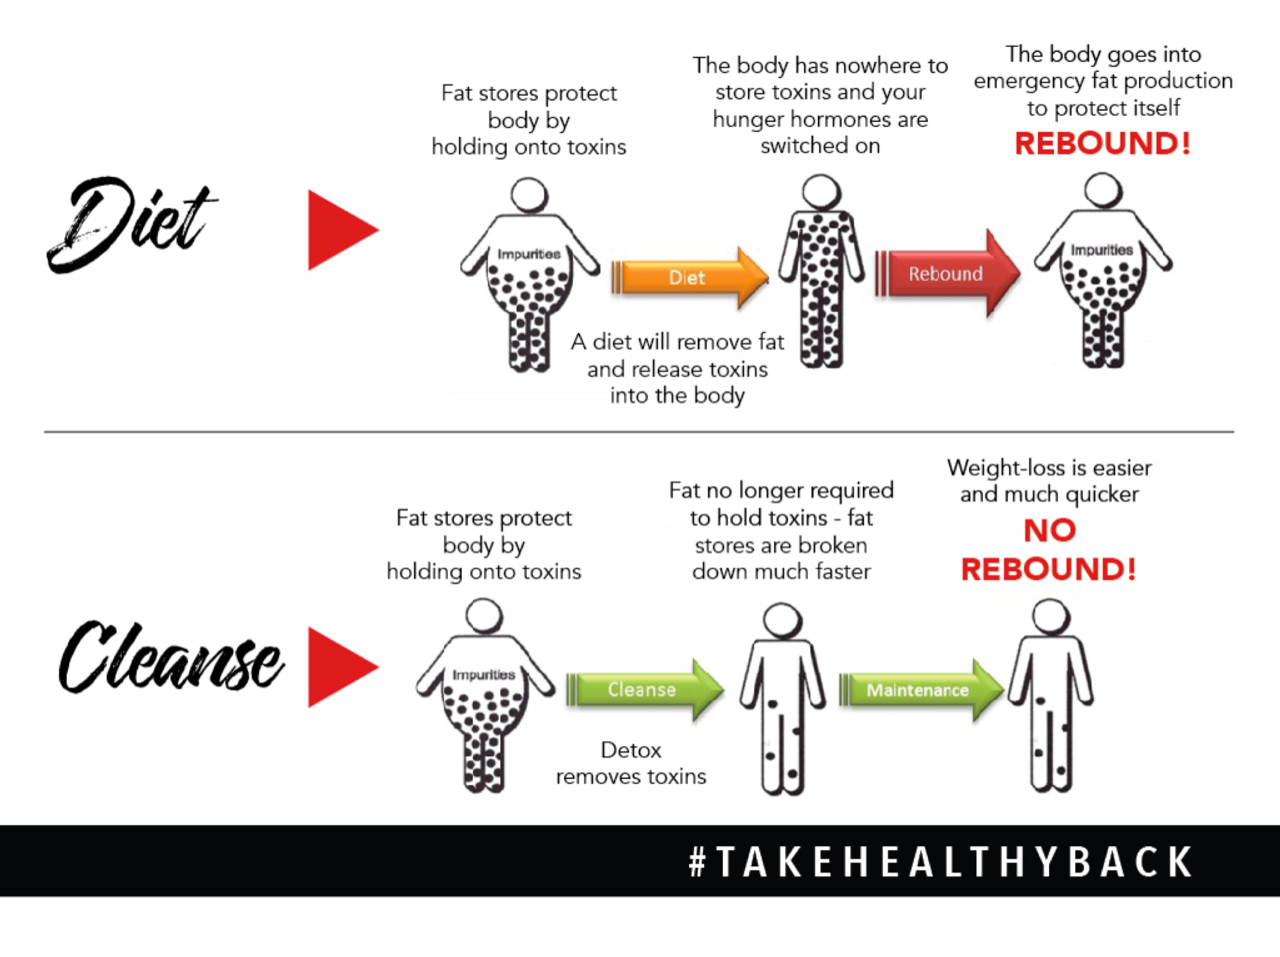 Diet
Fat stores protect
body by
holding onto toxins
Impurities
Diet
A diet will remove fat
and release toxins
into the body
The body has nowhere to
store toxins and your
hunger hormones are
switched on
Rebound
The body goes into
emergency fat production
to protect itself
REBOUND!
Impurities
Cleanse
Fat stores protect
body by
holding onto toxins
Impurities
Cleanse
Detox
removes toxins
Fat no longer required
to hold toxins - fat
stores are broken
down much faster
Maintenance
Weight-loss is easier
and much quicker
NO
REBOUND!
#TAKEHEALTHYBACK